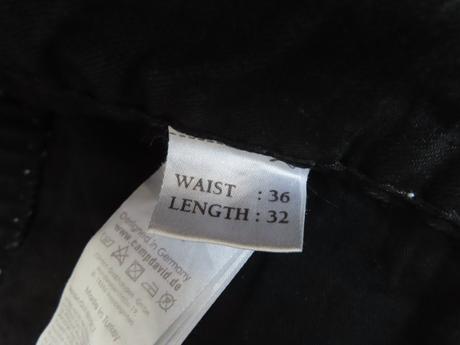 WAIST : 36
LENGTH : 32
Designed in Germany
www.campdavid.de
Made in Turkey